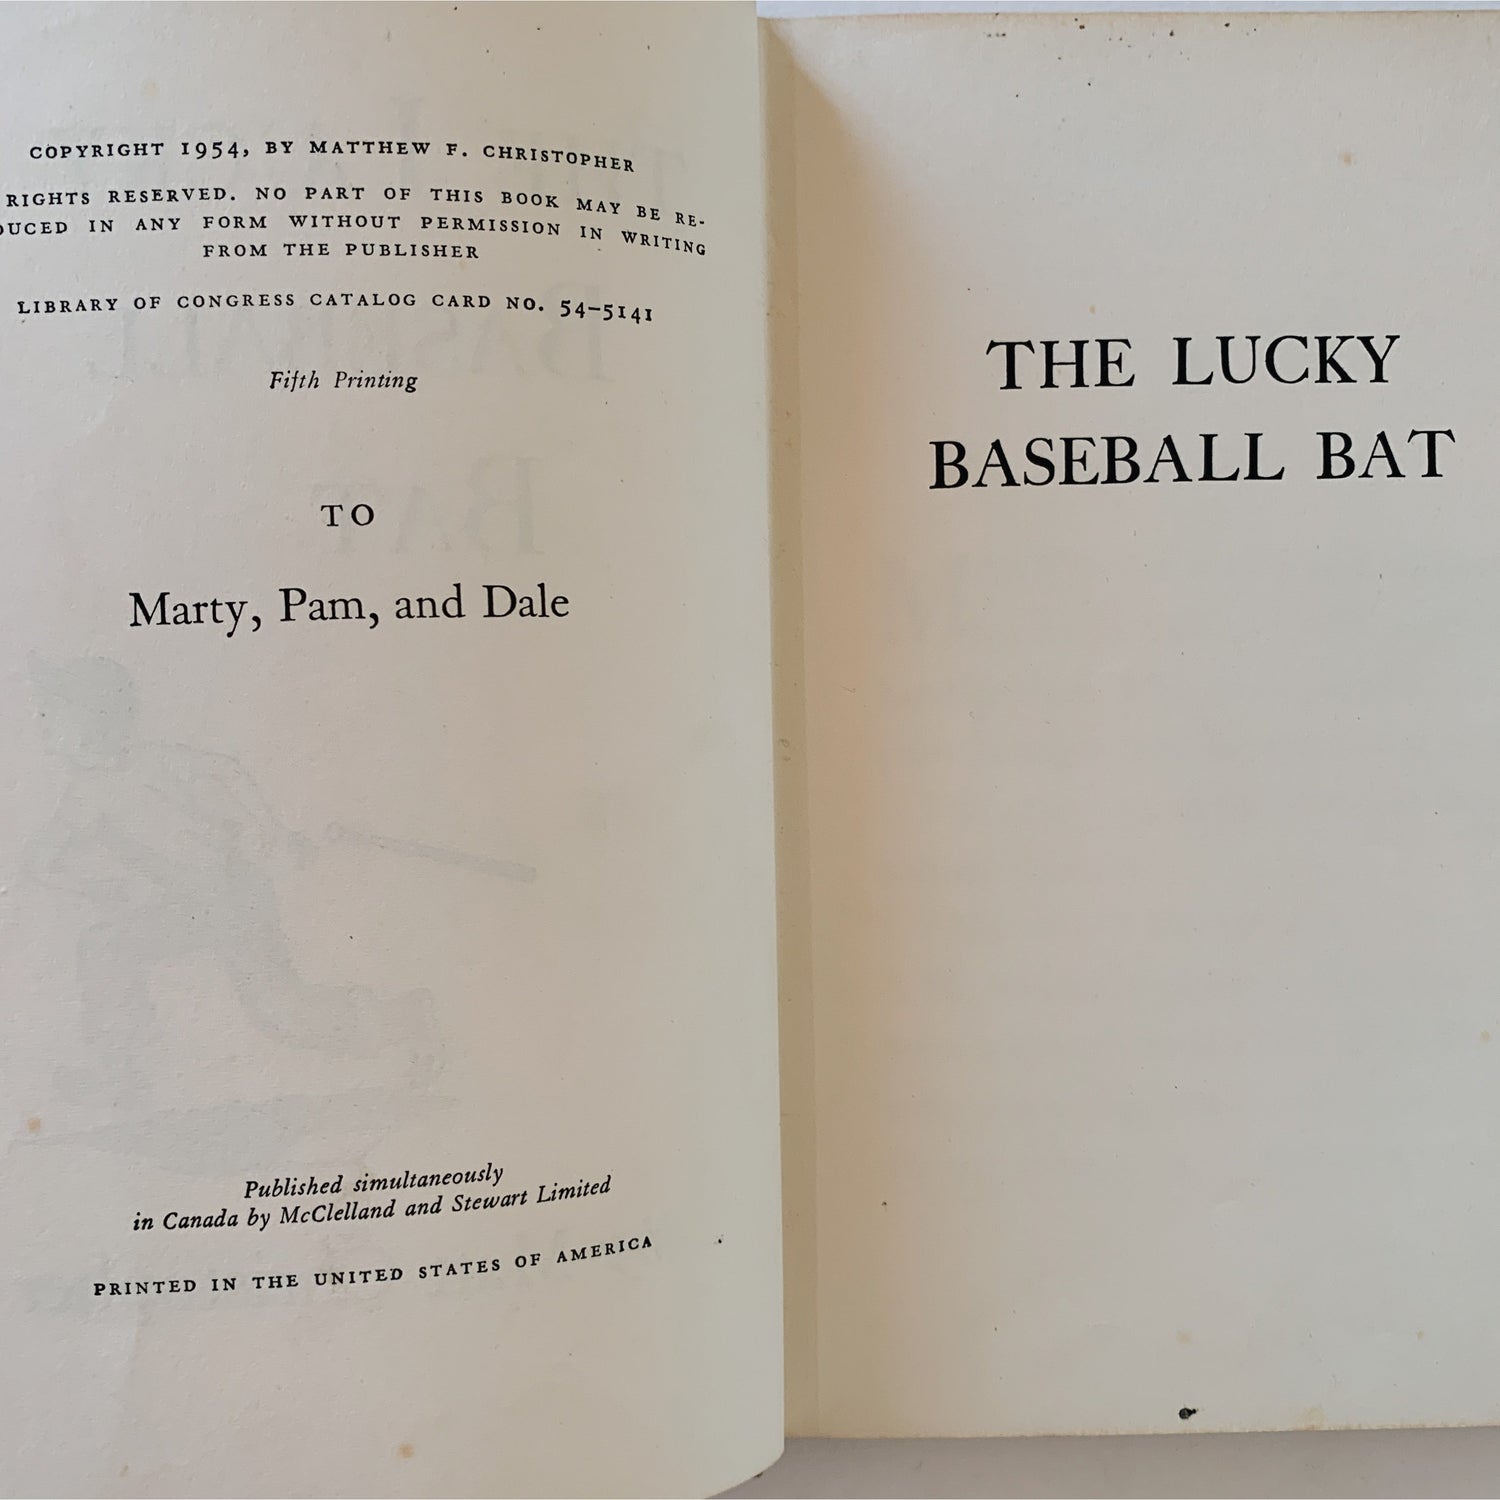 COPYRIGHT 1954, BY MATTHEW F. CHRISTOPHER
RIGHTS RESERVED. NO PART OF THIS BOOK MAY BE RE-
DUCED IN ANY FORM WITHOUT PERMISSION IN WRITING
FROM THE PUBLISHER
LIBRARY OF CONGRESS CATALOG CARD NO. 54-5141
Fifth Printing
TO
Marty, Pam, and Dale
Published simultaneously
in Canada by McClelland and Stewart Limited
PRINTED IN THE UNITED STATES OF AMERICA
THE LUCKY
BASEBALL BAT